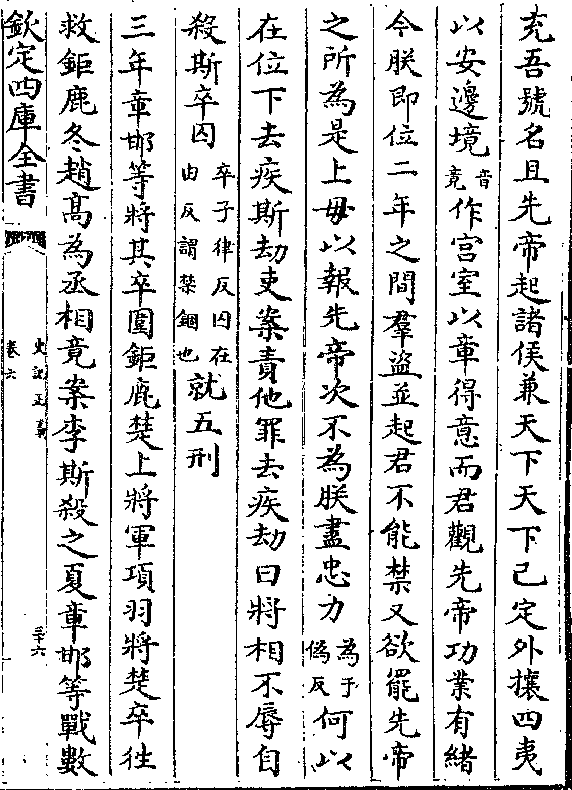 充吾號名且先帝起諸侯兼天下天下已定外攘四夷
以安邊境音竟作宫室以章得意而君觀先帝功業有緒
今朕即位二年之間羣盜並起君不能禁又欲罷先帝
之所為是上毋以報先帝次不為朕盡忠力為于偽反何以
在位下去疾斯劫吏案責他罪去疾劫曰將相不辱自
殺斯卒囚卒子律反囚在由反謂禁錮也就五刑
三年章邯等將其卒圍鉅鹿楚上將軍項羽將楚卒往
救鉅鹿冬趙高為丞相竟案李斯殺之夏章邯等戰數
欽定四庫全書
史記正義
卷六
三十六